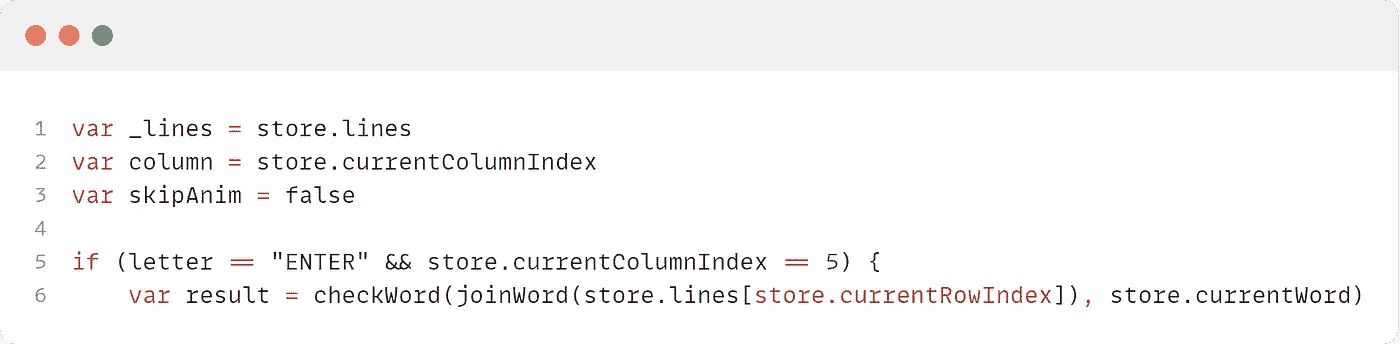 1 var _lines = store.lines
2 var column = store.currentColumnIndex
3 var skipAnim = false
4
5 if (letter == "ENTER" && store.currentColumnIndex == 5) {
6 var result = checkWord(joinWord(store.lines[store.currentRowIndex]), store.currentWord)